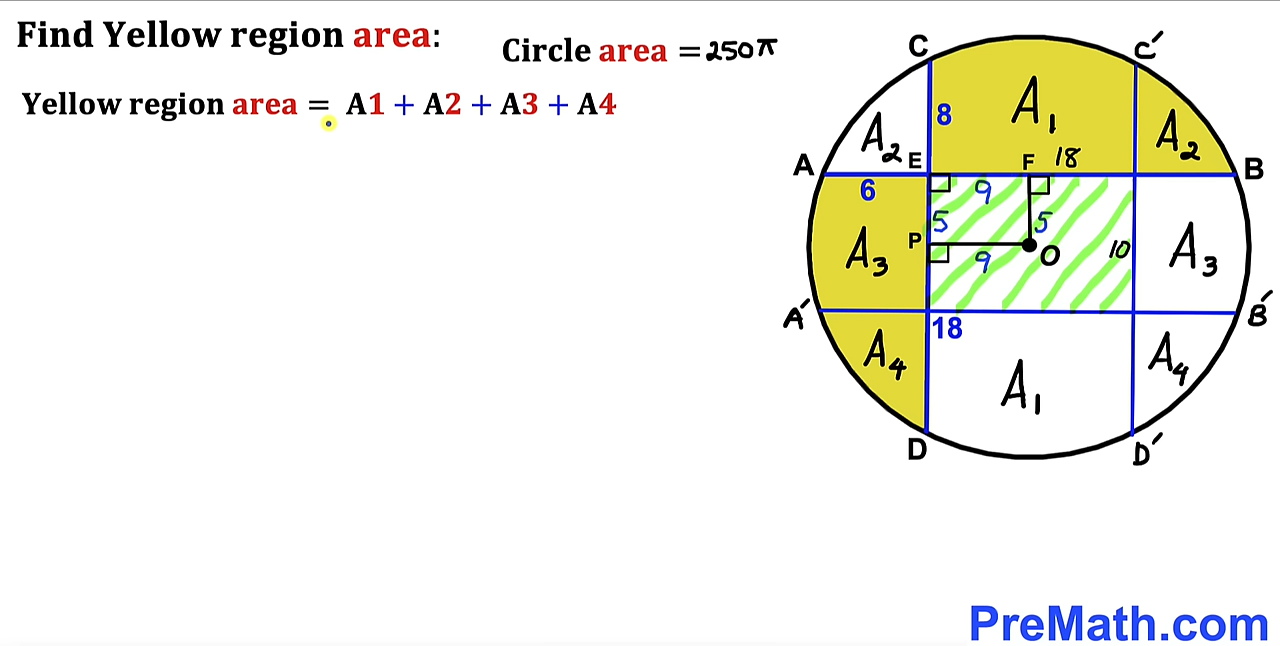 Find Yellow region area:
Circle area = 250π
Yellow region area = A1 + A2 + A3 + A4
C
C′
8
A₁
A₂
A₂
A
E
F
18
B
6
9
5
5
A₃
P
9
O
10
A₃
A′
B′
18
A₄
A₁
A₄
D
D′
PreMath.com